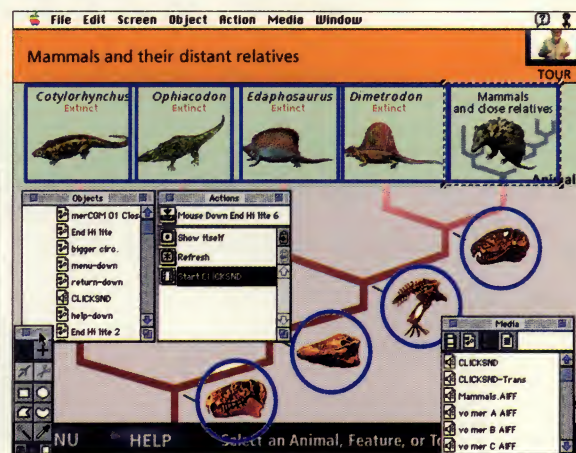 File Edit Screen Object Action Media Window
Mammals and their distant relatives
TOUR
Cotylorhynchus
Extinct
Ophiacodon
Extinct
Edaphosaurus
Extinct
Dimetrodon
Extinct
Mammals
and close relatives
Animal
Objects
merCGM 01 Clos
End Hi lite
bigger circ.
menu-down
return-down
CLICKSND
help-down
End Hi lite 2
Actions
Mouse Down End Hi lite 6
Show Itself
Refresh
Start CLICKSND
Media
CLICKSND
CLICKSND-Trans
Mammals.AIFF
vo mer A AIFF
vo mer B AIFF
vo mer C AIFF
NU HELP Select an Animal, Feature, or To